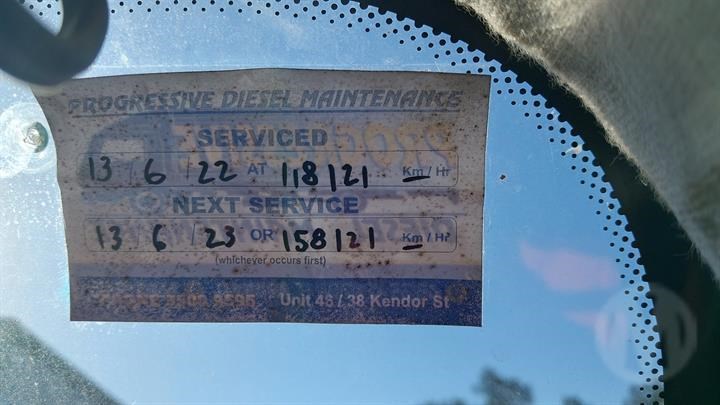 PROGRESSIVE DIESEL MAINTENANCE
SERVICED
13 / 6 / 22 AT 118121 Km / Hr
NEXT SERVICE
13 / 6 / 23 OR 158121 Km / Hr
(whichever occurs first)
Unit 46 / 38 Kendor St